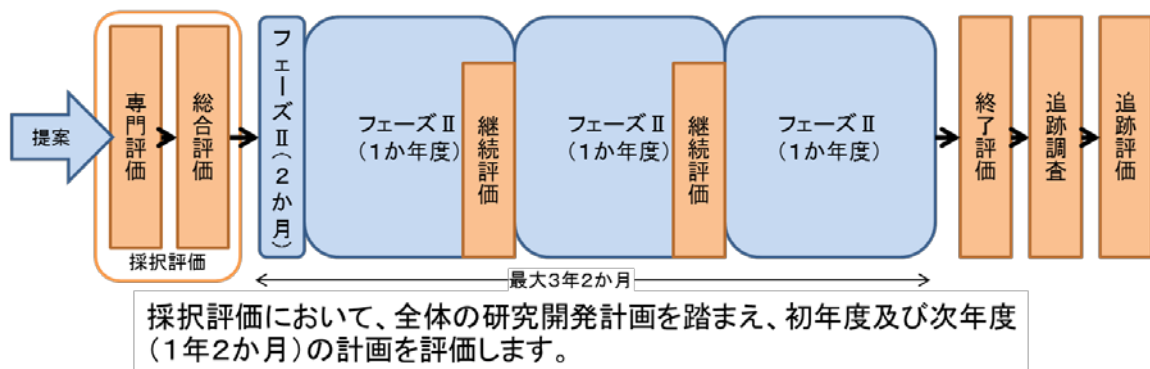 提案
専門評価
総合評価
採択評価
フェーズⅡ(2か月)
フェーズⅡ
(1か年度)
継続評価
フェーズⅡ
(1か年度)
継続評価
フェーズⅡ
(1か年度)
終了評価
追跡調査
追跡評価
最大3年2か月
採択評価において、全体の研究開発計画を踏まえ、初年度及び次年度
(1年2か月)の計画を評価します。